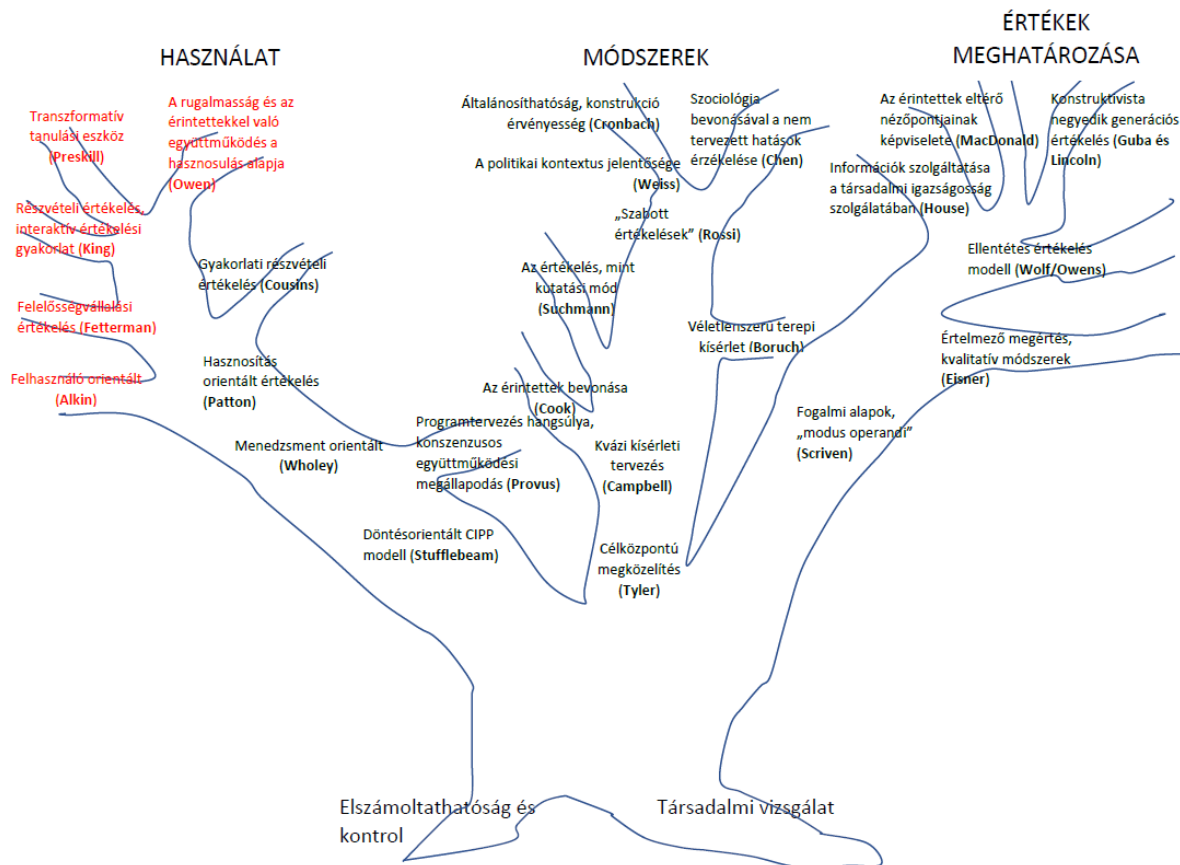 HASZNÁLAT
Transzformatív
tanulási eszköz
(Preskill)
A rugalmasság és az
érintettekkel való
együttműködés a
hasznosulás alapja
(Owen)
Részvételi értékelés,
interaktív értékelési
gyakorlat (King)
Gyakorlati részvételi
értékelés (Cousins)
Felelősségvállalási
értékelés (Fetterman)
Felhasználó orientált
(Alkin)
Hasznosítás
orientált értékelés
(Patton)
Menedzsment orientált
(Wholey)
Programtervezés hangsúlya,
konszenzusos
együttműködési
megállapodás (Provus)
Döntésorientált CIPP
modell (Stufflebeam)
MÓDSZEREK
Általánosíthatóság, konstrukció
érvényesség (Cronbach)
Szociológia
bevonásával a nem
tervezett hatások
érzékelése (Chen)
A politikai kontextus jelentősége
(Weiss)
„Szabott
értékelések” (Rossi)
Az értékelés, mint
kutatási mód
(Suchmann)
Véletlenszerű terepi
kísérlet (Boruch)
Az érintettek bevonása
(Cook)
Kvázi kísérleti
tervezés
(Campbell)
Célközpontú
megközelítés
(Tyler)
ÉRTÉKEK
MEGHATÁROZÁSA
Az érintettek eltérő
nézőpontjainak
képviselete (MacDonald)
Konstruktivista
negyedik generációs
értékelés (Guba és
Lincoln)
Információk szolgáltatása
a társadalmi igazságosság
szolgálatában (House)
Ellentétes értékelés
modell (Wolf/Owens)
Értelmező megértés,
kvalitatív módszerek
(Eisner)
Fogalmi alapok,
„modus operandi”
(Scriven)
Elszámoltathatóság és
kontrol
Társadalmi vizsgálat